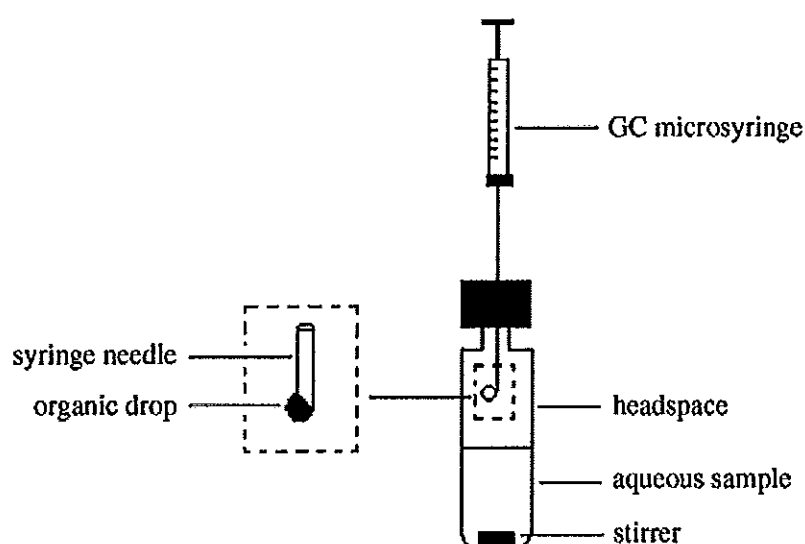 GC microsyringe
syringe needle
organic drop
headspace
aqueous sample
stirrer